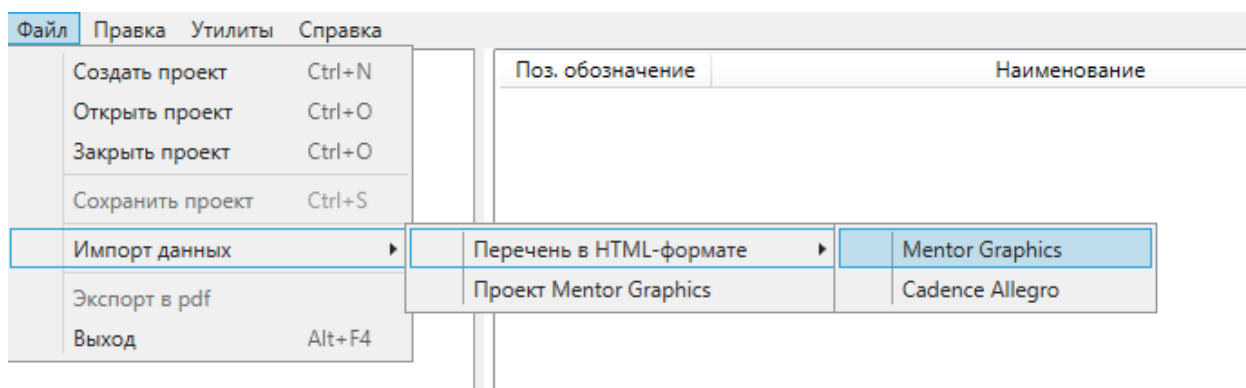 Файл Правка Утилиты Справка
Создать проект Ctrl+N
Поз. обозначение Наименование
Открыть проект Ctrl+O
Закрыть проект Ctrl+O
Сохранить проект Ctrl+S
Импорт данных
Перечень в HTML-формате
Mentor Graphics
Проект Mentor Graphics
Cadence Allegro
Экспорт в pdf
Выход Alt+F4